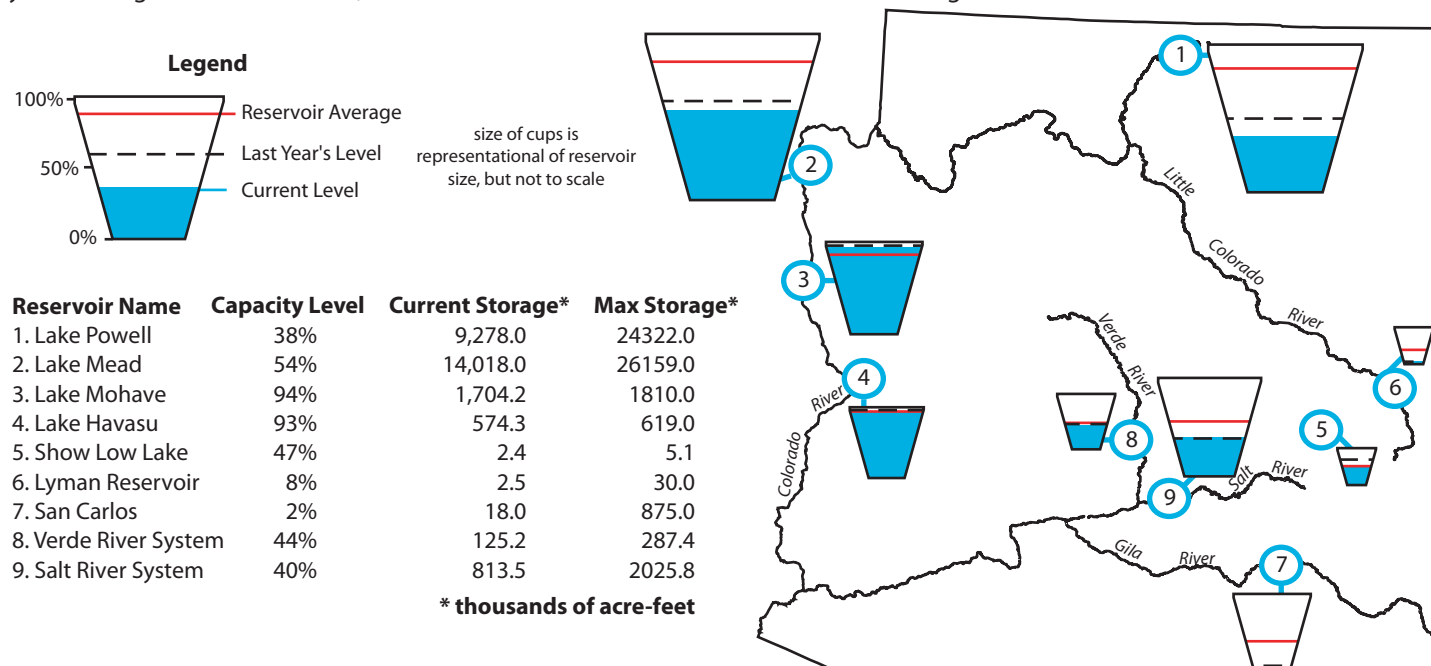 Legend
100%
50%
0%
Reservoir Average
Last Year's Level
Current Level
size of cups is
representational of reservoir
size, but not to scale
Reservoir Name Capacity Level Current Storage* Max Storage*
1. Lake Powell 38% 9,278.0 24322.0
2. Lake Mead 54% 14,018.0 26159.0
3. Lake Mohave 94% 1,704.2 1810.0
4. Lake Havasu 93% 574.3 619.0
5. Show Low Lake 47% 2.4 5.1
6. Lyman Reservoir 8% 2.5 30.0
7. San Carlos 2% 18.0 875.0
8. Verde River System 44% 125.2 287.4
9. Salt River System 40% 813.5 2025.8
* thousands of acre-feet
1
2
3
4
5
6
7
8
9
Little
Colorado
River
Verde
River
Colorado
River
Salt
River
Gila
River